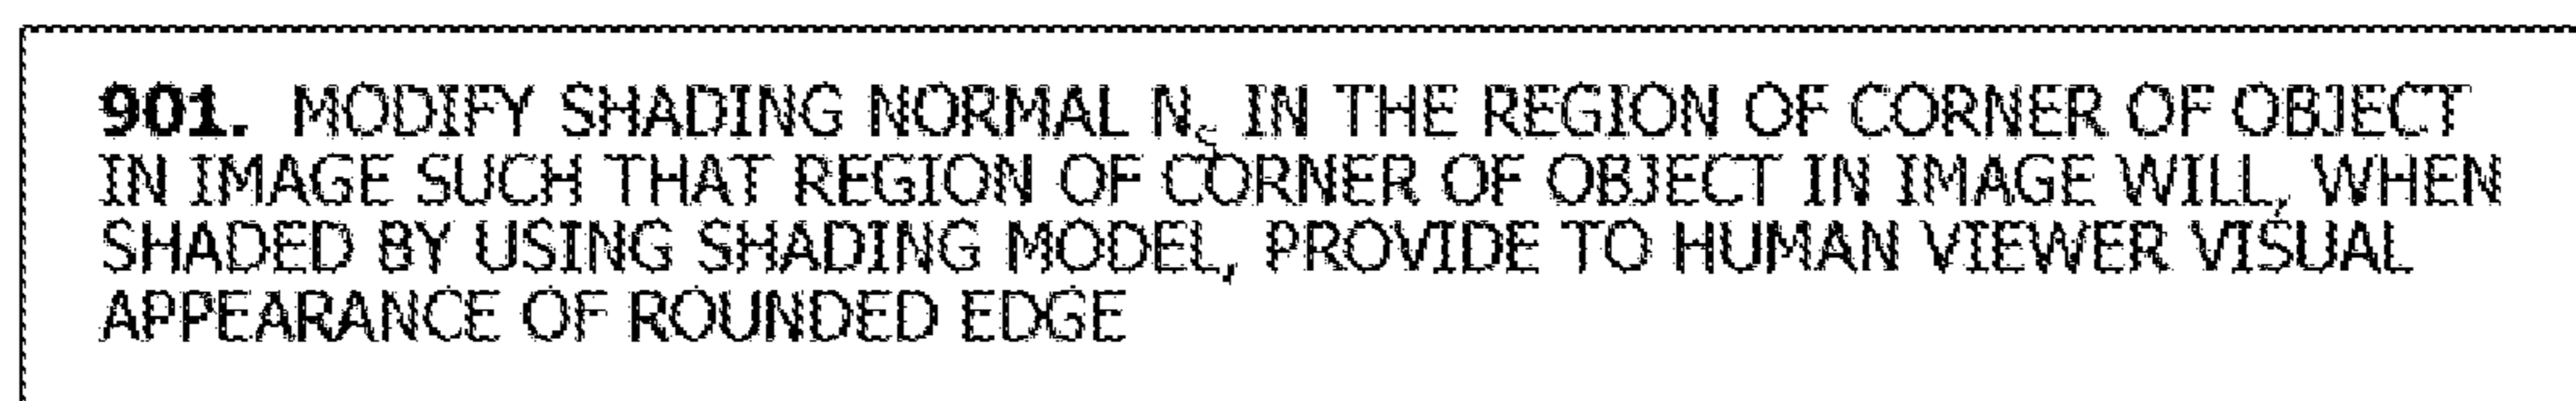 901. MODIFY SHADING NORMAL Nₛ IN THE REGION OF CORNER OF OBJECT
IN IMAGE SUCH THAT REGION OF CORNER OF OBJECT IN IMAGE WILL, WHEN
SHADED BY USING SHADING MODEL, PROVIDE TO HUMAN VIEWER VISUAL
APPEARANCE OF ROUNDED EDGE